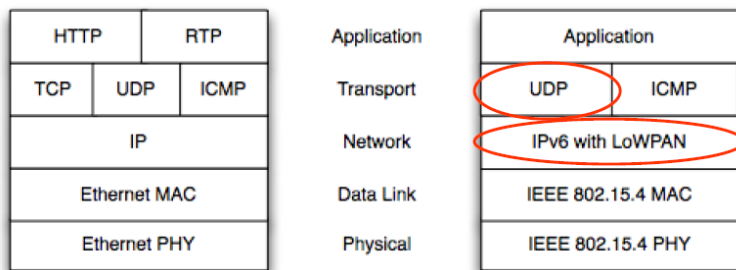 HTTP RTP Application Application
TCP UDP ICMP Transport UDP ICMP
IP Network IPv6 with LoWPAN
Ethernet MAC Data Link IEEE 802.15.4 MAC
Ethernet PHY Physical IEEE 802.15.4 PHY